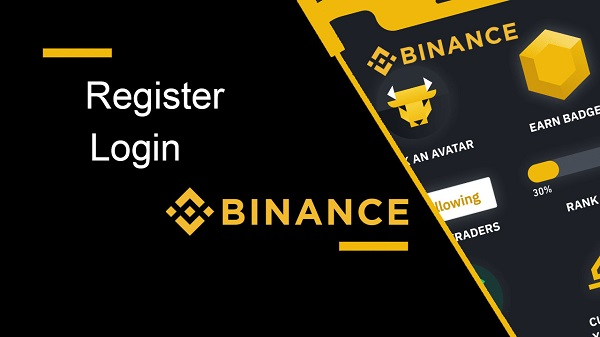 Register
Login
BINANCE
BINANCE
AN AVATAR
EARN BADGE
llowing
30%
RANK
RADERS